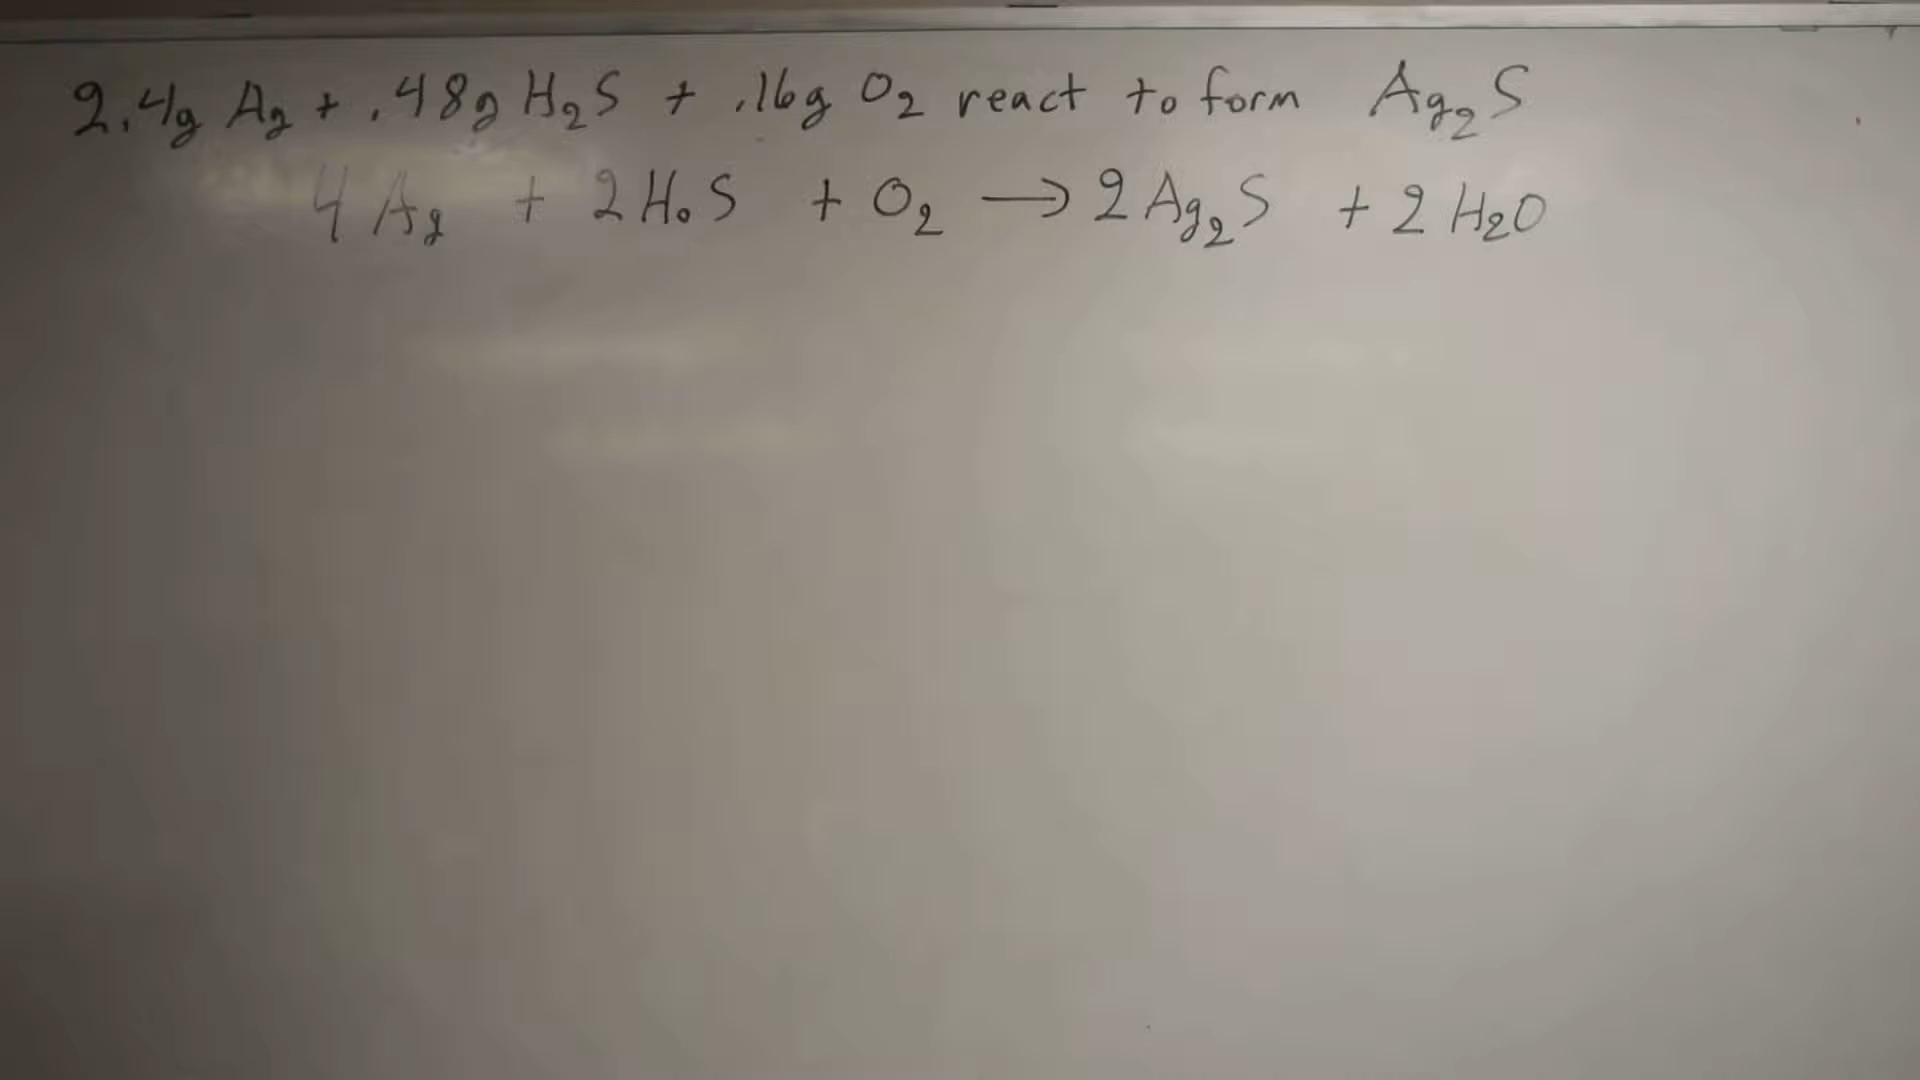 2.4g Ag + .48g H₂S + .16g O₂ react to form Ag₂S
4 Ag + 2 H₂S + O₂ → 2 Ag₂S + 2 H₂O